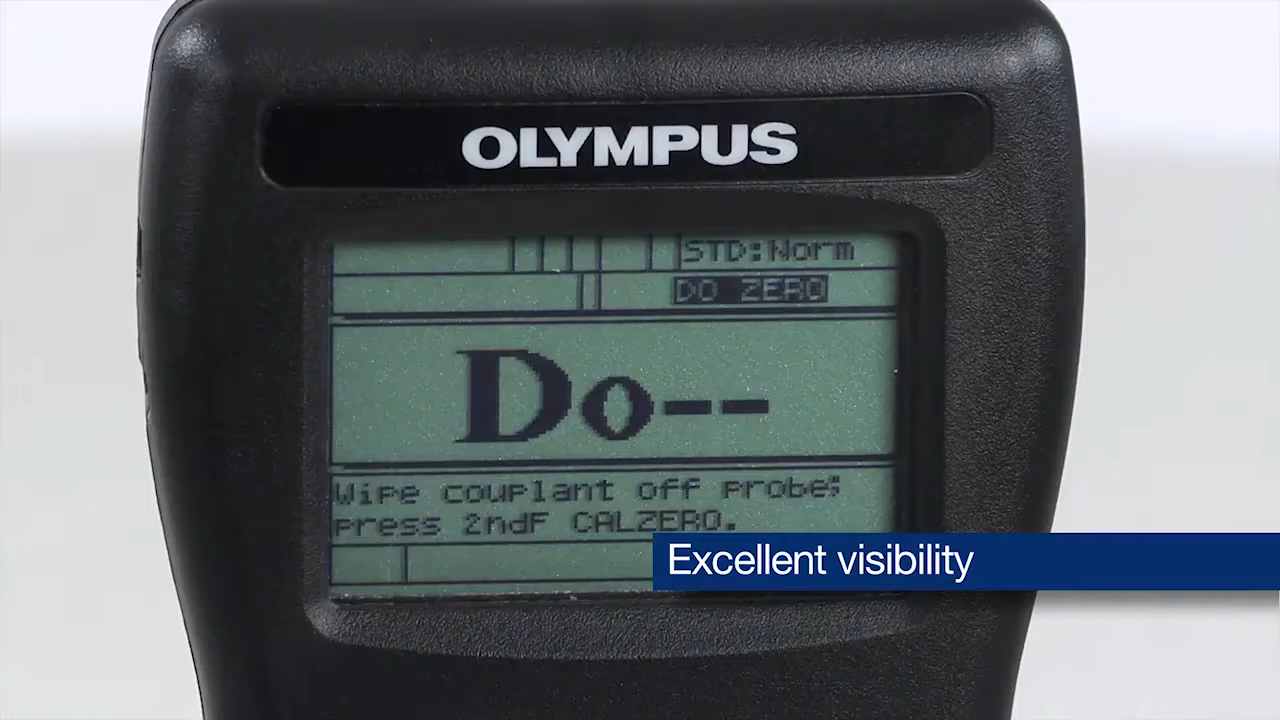 OLYMPUS
STD:Norm
DO ZERO
Do--
Wipe couplant off probe;
press 2ndF CALZERO.
Excellent visibility